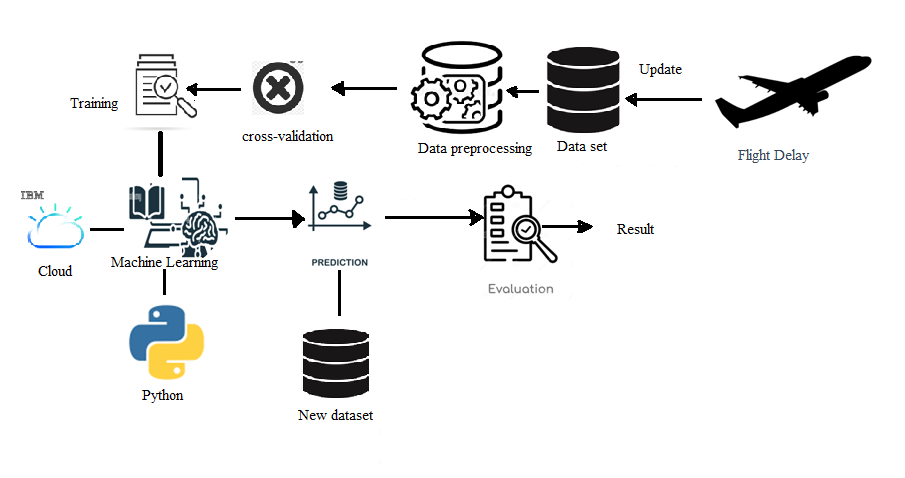 Update
Training
cross-validation
Data preprocessing
Data set
Flight Delay
IBM
Cloud
Machine Learning
PREDICTION
Result
Evaluation
Python
New dataset